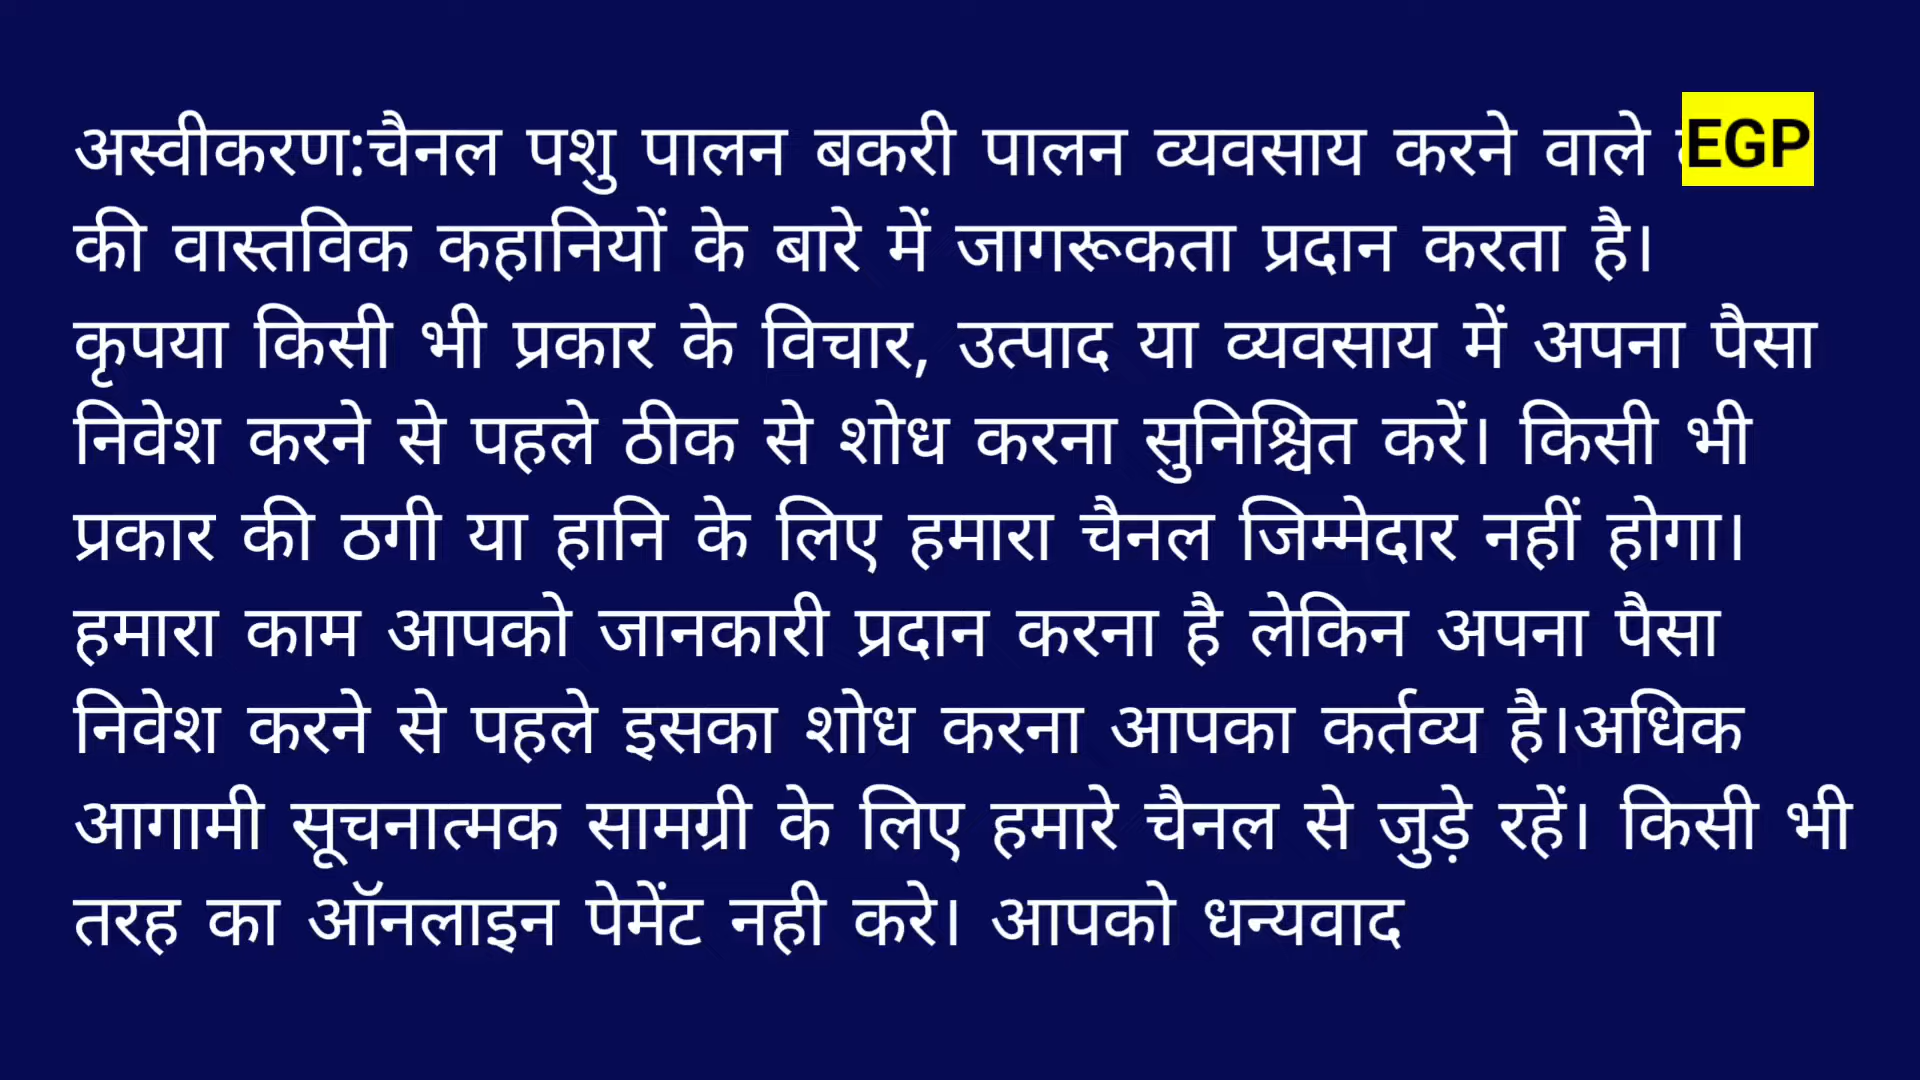 अस्वीकरण:चैनल पशु पालन बकरी पालन व्यवसाय करने वाले
EGP
की वास्तविक कहानियों के बारे में जागरूकता प्रदान करता है।
कृपया किसी भी प्रकार के विचार, उत्पाद या व्यवसाय में अपना पैसा
निवेश करने से पहले ठीक से शोध करना सुनिश्चित करें। किसी भी
प्रकार की ठगी या हानि के लिए हमारा चैनल जिम्मेदार नहीं होगा।
हमारा काम आपको जानकारी प्रदान करना है लेकिन अपना पैसा
निवेश करने से पहले इसका शोध करना आपका कर्तव्य है।अधिक
आगामी सूचनात्मक सामग्री के लिए हमारे चैनल से जुड़े रहें। किसी भी
तरह का ऑनलाइन पेमेंट नही करे। आपको धन्यवाद